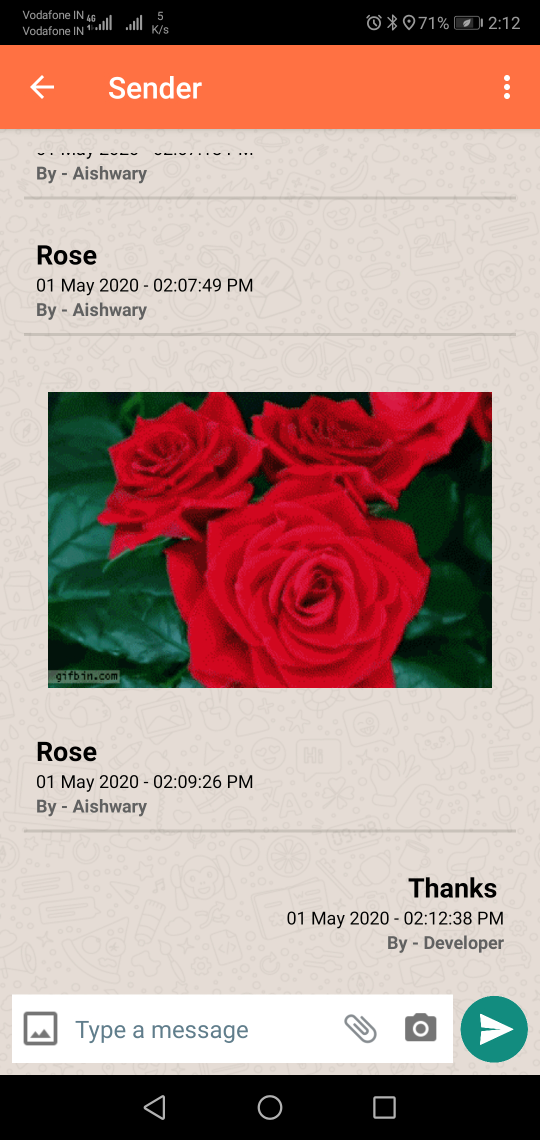 Vodafone IN 4G
Vodafone IN
5
K/s
71%
2:12
Sender
By - Aishwary
Rose
01 May 2020 - 02:07:49 PM
By - Aishwary
gifbin.com
Rose
01 May 2020 - 02:09:26 PM
By - Aishwary
Thanks
01 May 2020 - 02:12:38 PM
By - Developer
Type a message